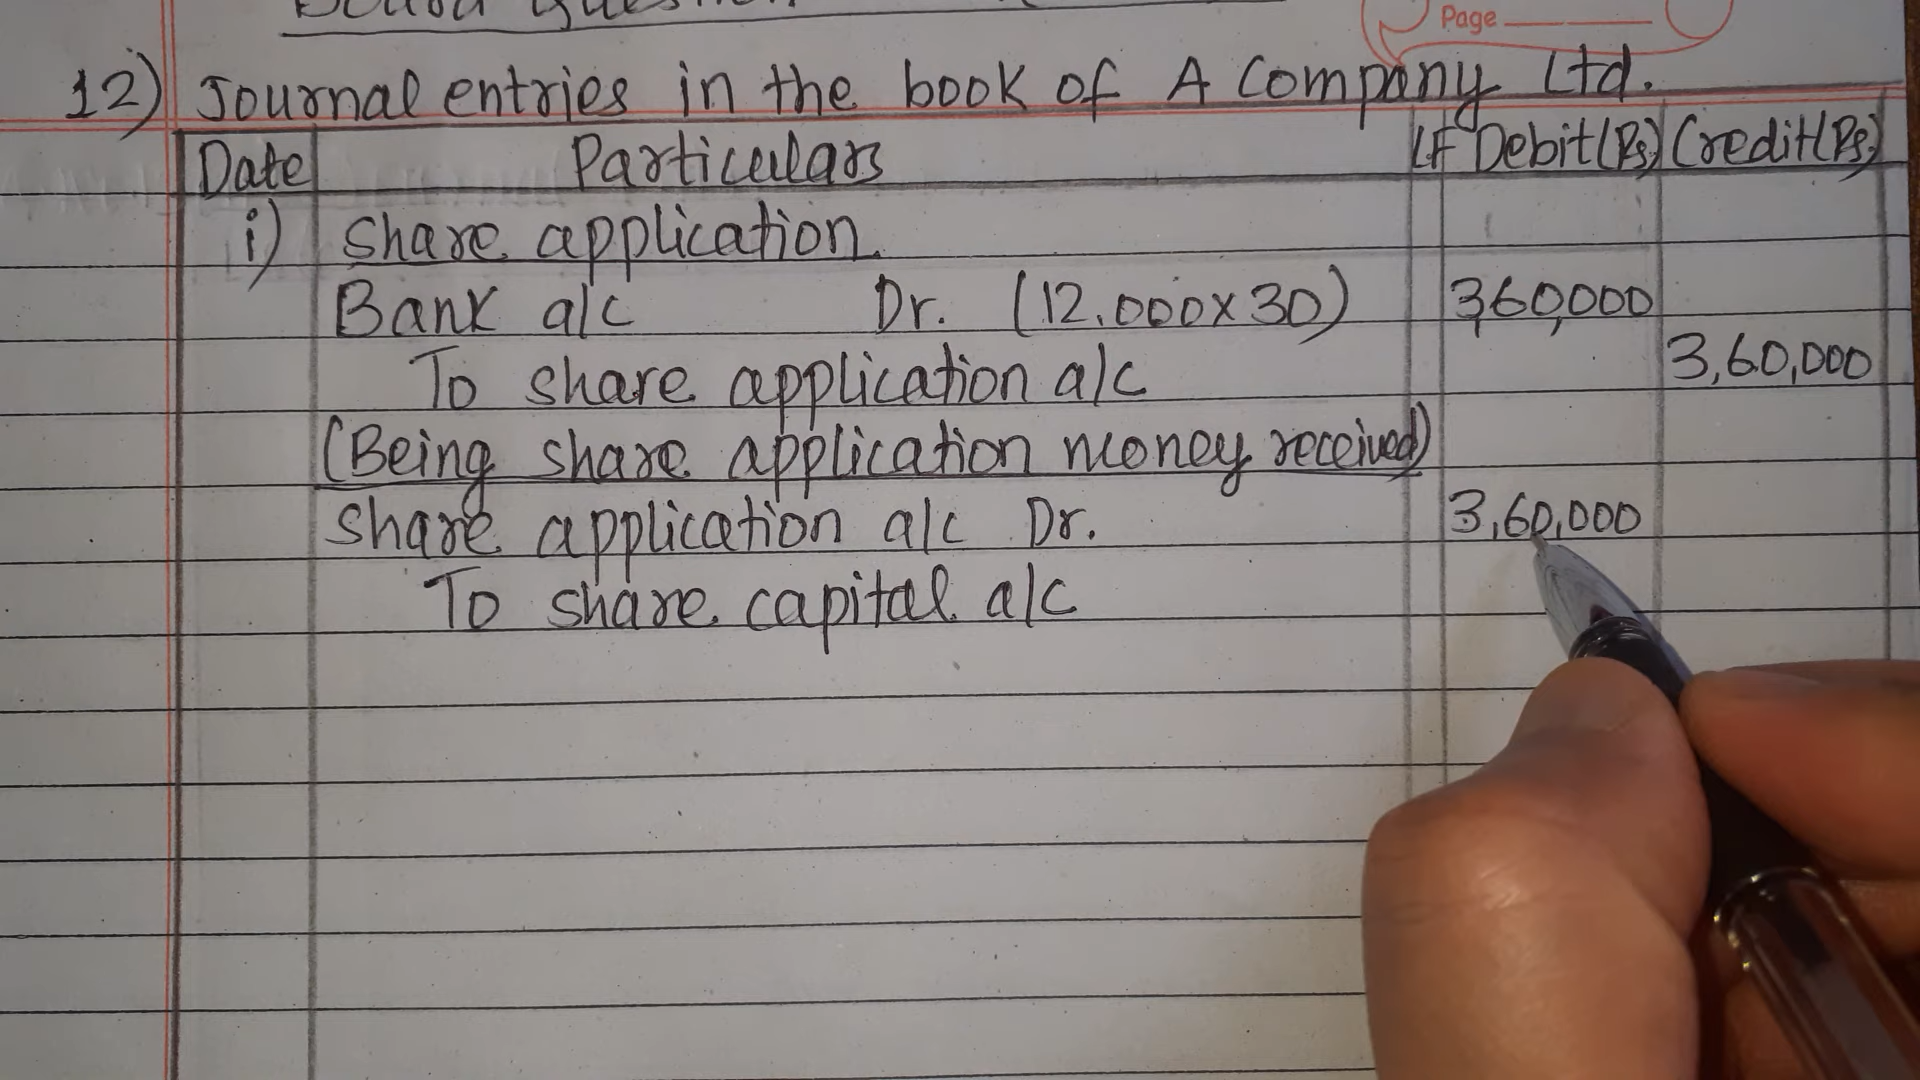 Page
12) Journal entries in the book of A Company Ltd.
Date Particulars LF Debit(Rs) Credit(Rs)
i) share application
Bank a/c Dr. (12,000x30) 3,60,000
To share application a/c 3,60,000
(Being share application money received)
share application a/c Dr. 3,60,000
To share capital a/c